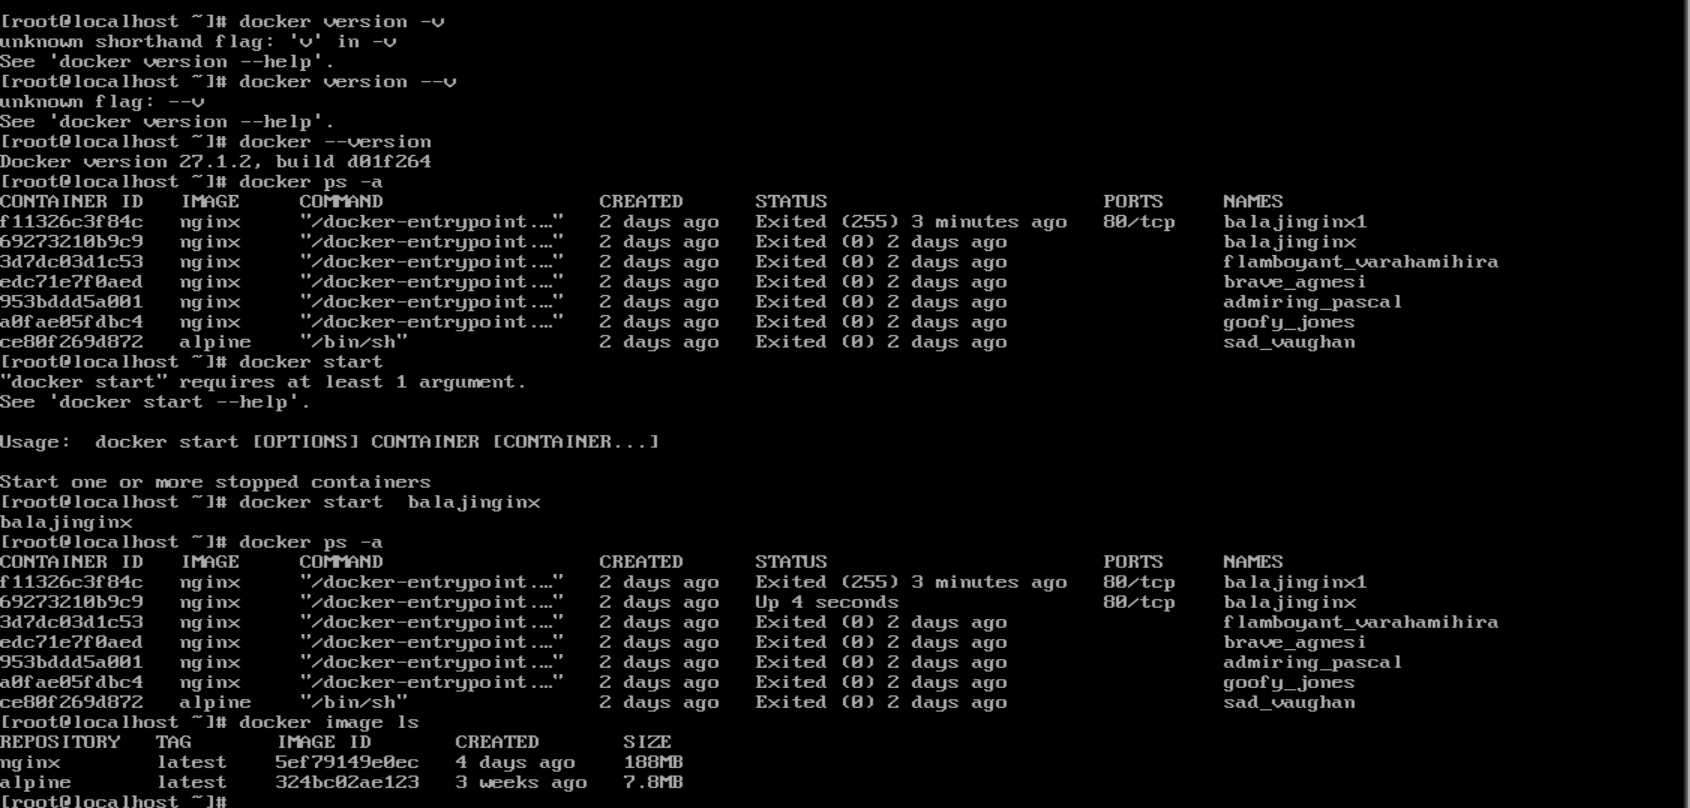 [root@localhost ~]# docker version -v
unknown shorthand flag: 'v' in -v
See 'docker version --help'.
[root@localhost ~]# docker version --v
unknown flag: --v
See 'docker version --help'.
[root@localhost ~]# docker --version
Docker version 27.1.2, build d01f264
[root@localhost ~]# docker ps -a
CONTAINER ID   IMAGE     COMMAND                  CREATED      STATUS                       PORTS     NAMES
f11326c3f84c   nginx     "/docker-entrypoint.…"   2 days ago   Exited (255) 3 minutes ago   80/tcp    balajinginx1
69273210b9c9   nginx     "/docker-entrypoint.…"   2 days ago   Exited (0) 2 days ago                  balajinginx
3d7dc03d1c53   nginx     "/docker-entrypoint.…"   2 days ago   Exited (0) 2 days ago                  flamboyant_varahamihira
edc71e7f0aed   nginx     "/docker-entrypoint.…"   2 days ago   Exited (0) 2 days ago                  brave_agnesi
953bddd5a001   nginx     "/docker-entrypoint.…"   2 days ago   Exited (0) 2 days ago                  admiring_pascal
a0fae05fdbc4   nginx     "/docker-entrypoint.…"   2 days ago   Exited (0) 2 days ago                  goofy_jones
ce80f269d872   alpine    "/bin/sh"                2 days ago   Exited (0) 2 days ago                  sad_vaughan
[root@localhost ~]# docker start
"docker start" requires at least 1 argument.
See 'docker start --help'.

Usage:  docker start [OPTIONS] CONTAINER [CONTAINER...]

Start one or more stopped containers
[root@localhost ~]# docker start  balajinginx
balajinginx
[root@localhost ~]# docker ps -a
CONTAINER ID   IMAGE     COMMAND                  CREATED      STATUS                       PORTS     NAMES
f11326c3f84c   nginx     "/docker-entrypoint.…"   2 days ago   Exited (255) 3 minutes ago   80/tcp    balajinginx1
69273210b9c9   nginx     "/docker-entrypoint.…"   2 days ago   Up 4 seconds                 80/tcp    balajinginx
3d7dc03d1c53   nginx     "/docker-entrypoint.…"   2 days ago   Exited (0) 2 days ago                  flamboyant_varahamihira
edc71e7f0aed   nginx     "/docker-entrypoint.…"   2 days ago   Exited (0) 2 days ago                  brave_agnesi
953bddd5a001   nginx     "/docker-entrypoint.…"   2 days ago   Exited (0) 2 days ago                  admiring_pascal
a0fae05fdbc4   nginx     "/docker-entrypoint.…"   2 days ago   Exited (0) 2 days ago                  goofy_jones
ce80f269d872   alpine    "/bin/sh"                2 days ago   Exited (0) 2 days ago                  sad_vaughan
[root@localhost ~]# docker image ls
REPOSITORY   TAG       IMAGE ID       CREATED       SIZE
nginx        latest    5ef79149e0ec   4 days ago    188MB
alpine       latest    324bc02ae123   3 weeks ago   7.8MB
[root@localhost ~]#